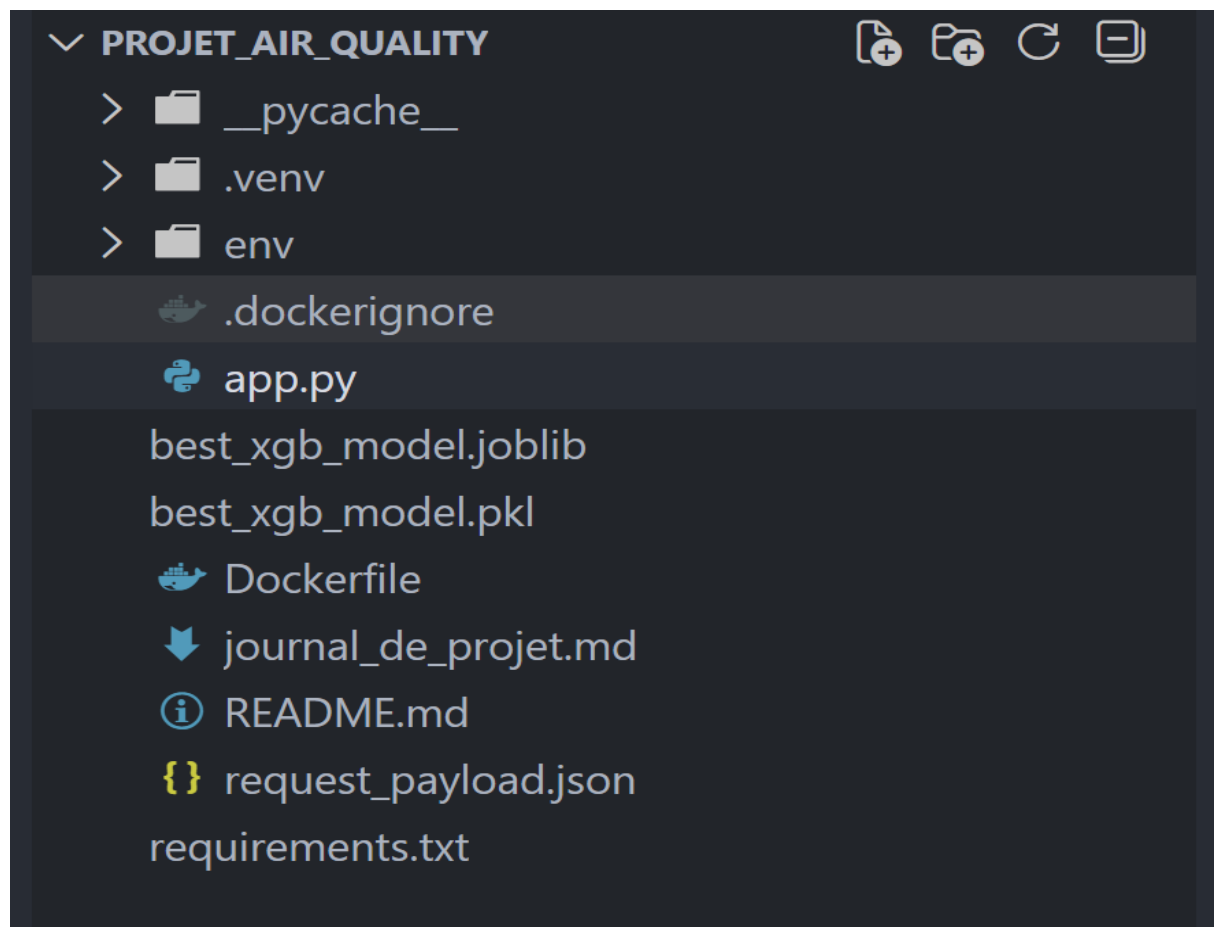 PROJET_AIR_QUALITY
__pycache__
.venv
env
.dockerignore
app.py
best_xgb_model.joblib
best_xgb_model.pkl
Dockerfile
journal_de_projet.md
README.md
request_payload.json
requirements.txt